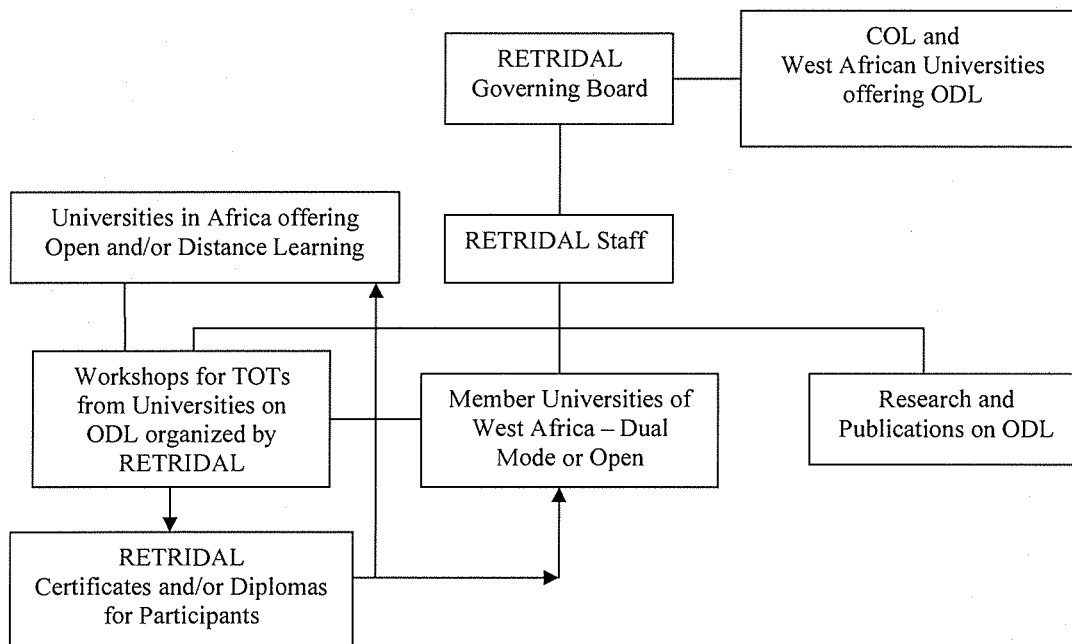 RETRIDAL
Governing Board
COL and
West African Universities
offering ODL
Universities in Africa offering
Open and/or Distance Learning
RETRIDAL Staff
Workshops for TOTs
from Universities on
ODL organized by
RETRIDAL
Member Universities of
West Africa – Dual
Mode or Open
Research and
Publications on ODL
RETRIDAL
Certificates and/or Diplomas
for Participants